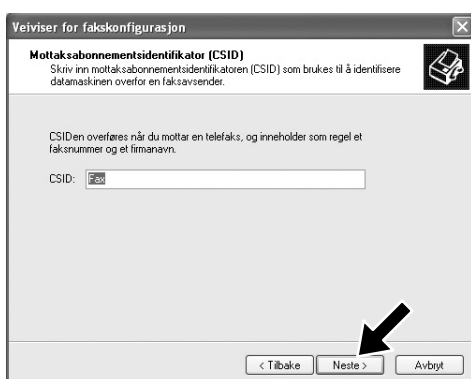 Veiviser for fakskonfigurasjon
Mottaksabonnementsidentifikator (CSID)
Skriv inn mottaksabonnementsidentifikatoren (CSID) som brukes til å identifisere
datamaskinen overfor en faksavsender.
CSIDen overføres når du mottar en telefaks, og inneholder som regel et
faksnummer og et firmanavn.
CSID: Fax
< Tilbake Neste > Avbryt